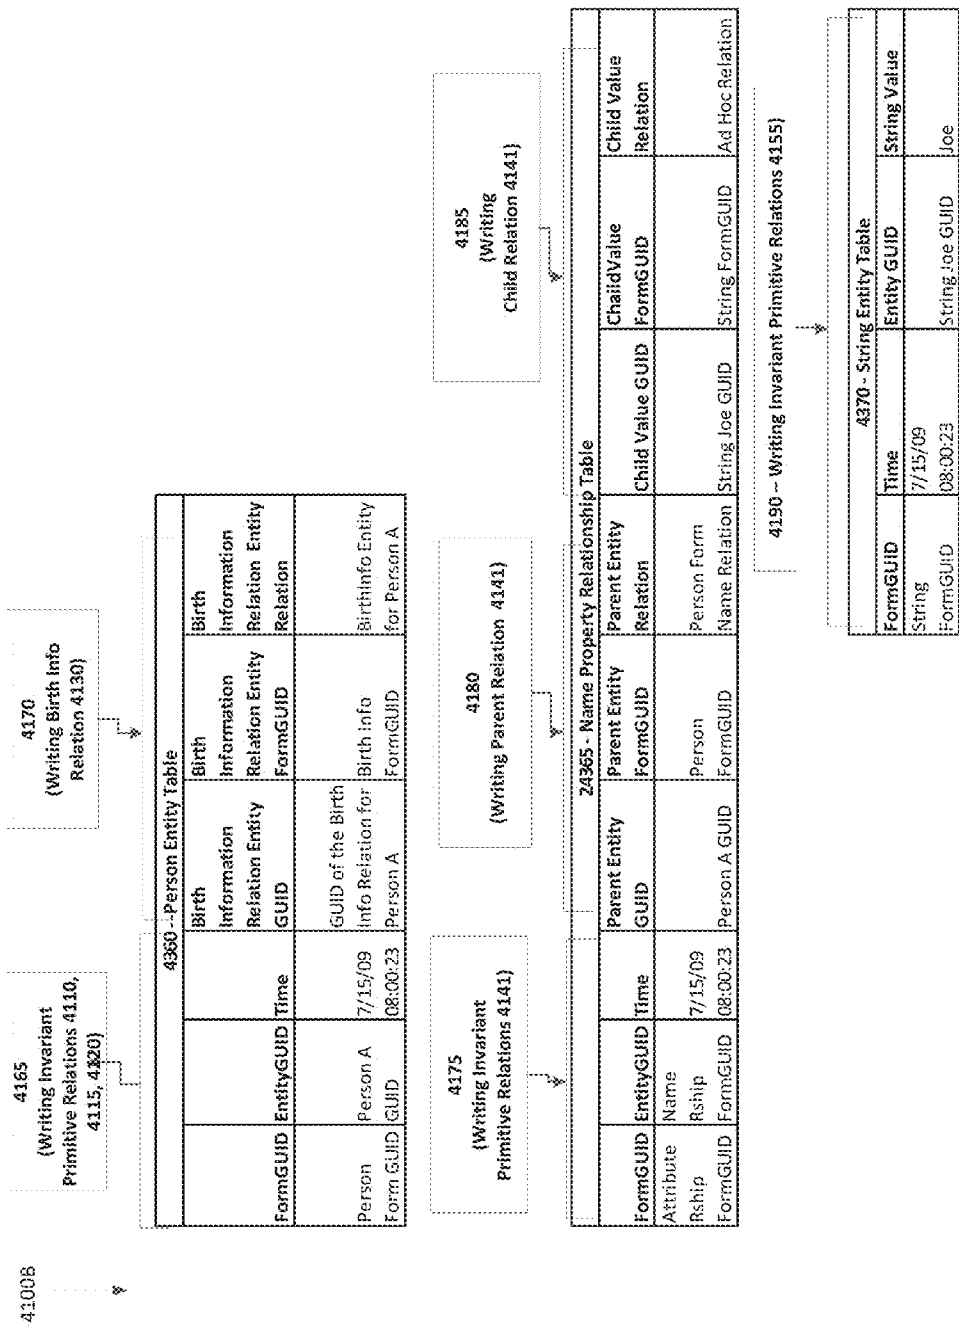 4100B
4165
(Writing Invariant
Primitive Relations 4110,
4115, 4120)
4170
(Writing Birth Info
Relation 4130)
4360 --Person Entity Table
FormGUID
EntityGUID
Time
Birth
Information
Relation Entity
GUID
Birth
Information
Relation Entity
FormGUID
Birth
Information
Relation Entity
Relation
Person
Form GUID
Person A
GUID
7/15/09
08:00:23
GUID of the Birth
Info Relation for
Person A
Birth Info
FormGUID
BirthInfo Entity
for Person A
4175
(Writing Invariant
Primitive Relations 4141)
4180
(Writing Parent Relation 4141)
4185
(Writing
Child Relation 4141)
24365 - Name Property Relationship Table
FormGUID
EntityGUID
Time
Parent Entity
GUID
Parent Entity
FormGUID
Parent Entity
Relation
Child Value GUID
ChaildValue
FormGUID
Child Value
Relation
Attribute
Rship
FormGUID
Name
Rship
FormGUID
7/15/09
08:00:23
Person A GUID
Person
FormGUID
Person Form
Name Relation
String Joe GUID
String FormGUID
Ad Hoc Relation
4190 – Writing Invariant Primitive Relations 4155)
4370 - String Entity Table
FormGUID
Time
Entity GUID
String Value
String
FormGUID
7/15/09
08:00:23
String Joe GUID
Joe